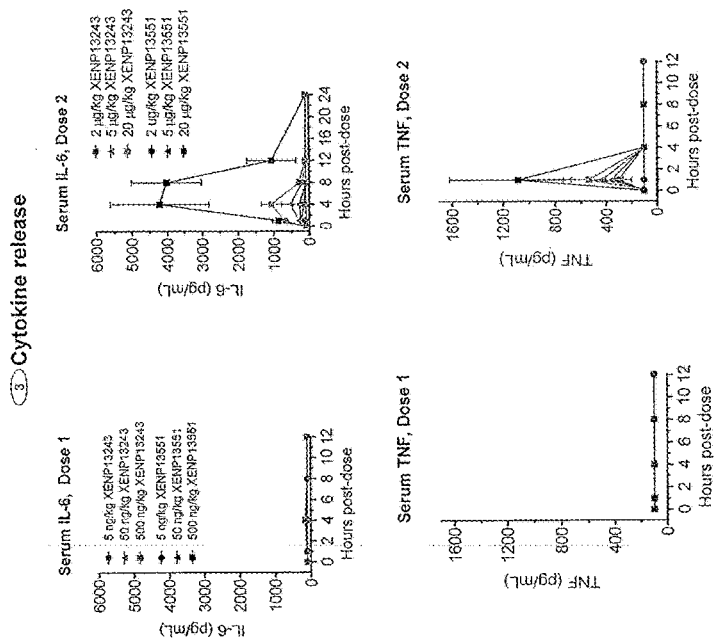 3 Cytokine release
Serum IL-6, Dose 1
IL-6 (pg/mL)
6000
5000
4000
3000
2000
1000
0
5 ng/kg XENP13243
50 ng/kg XENP13243
500 ng/kg XENP13243
5 ng/kg XENP13551
50 ng/kg XENP13551
500 ng/kg XENP13551
0 2 4 6 8 10 12
Hours post-dose
Serum IL-6, Dose 2
IL-6 (pg/mL)
6000
5000
4000
3000
2000
1000
0
2 µg/kg XENP13243
5 µg/kg XENP13243
20 µg/kg XENP13243
2 ug/kg XENP13551
5 µg/kg XENP13551
20 µg/kg XENP13551
0 4 8 12 16 20 24
Hours post-dose
Serum TNF, Dose 1
TNF (pg/mL)
1600
1200
800
400
0
0 2 4 6 8 10 12
Hours post-dose
Serum TNF, Dose 2
TNF (pg/mL)
1600
1200
800
400
0
0 2 4 6 8 10 12
Hours post-dose